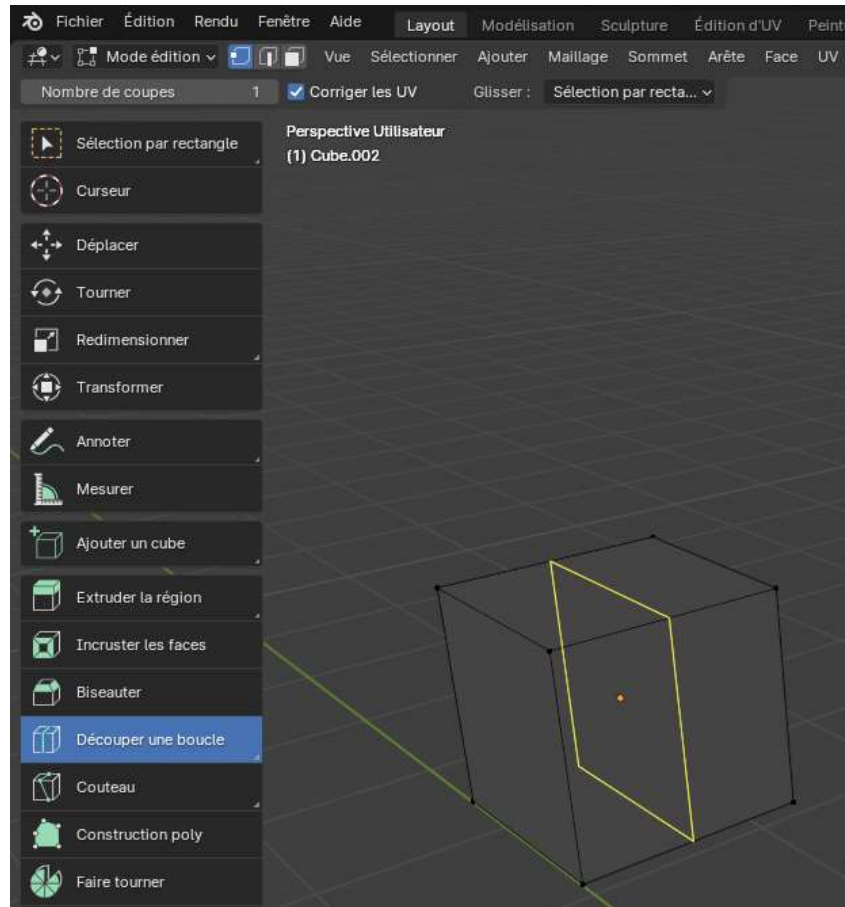 Fichier Édition Rendu Fenêtre Aide Layout Modélisation Sculpture Édition d'UV
Mode édition Vue Sélectionner Ajouter Maillage Sommet Arête Face UV
Nombre de coupes 1 Corriger les UV Glisser : Sélection par recta...
Perspective Utilisateur
(1) Cube.002
Sélection par rectangle
Curseur
Déplacer
Tourner
Redimensionner
Transformer
Annoter
Mesurer
Ajouter un cube
Extruder la région
Incruster les faces
Biseauter
Découper une boucle
Couteau
Construction poly
Faire tourner